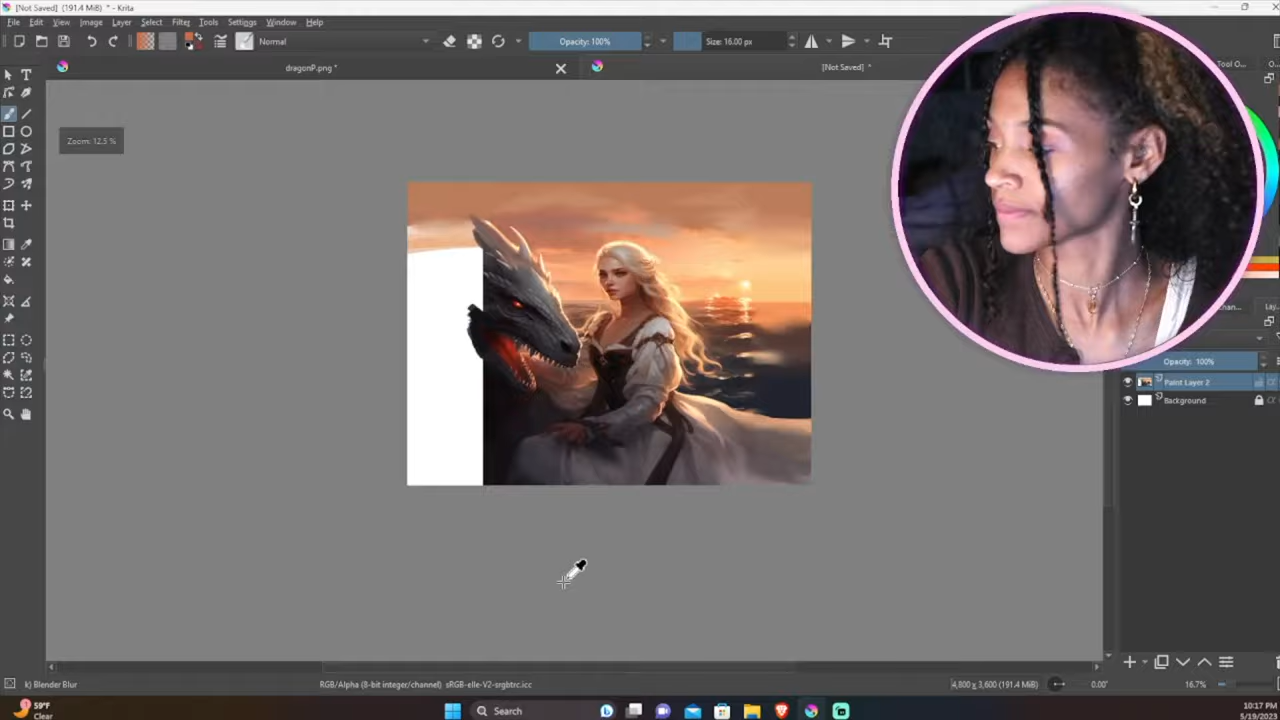 [Not Saved] (191.4 MiB) * - Krita
File Edit View Image Layer Select Filter Tools Settings Window Help
Normal
Opacity: 100%
Size: 16.00 px
dragonP.png *
[Not Saved] *
Tool O...
Zoom: 12.5 %
Opacity: 100%
Paint Layer 2
Background
k) Blender Blur
RGB/Alpha (8-bit integer/channel) sRGB-elle-V2-srgbtrc.icc
4,800 x 3,600 (191.4 MiB)
0.00°
16.7%
59°F
Clear
Search
10:17 PM
5/19/2023